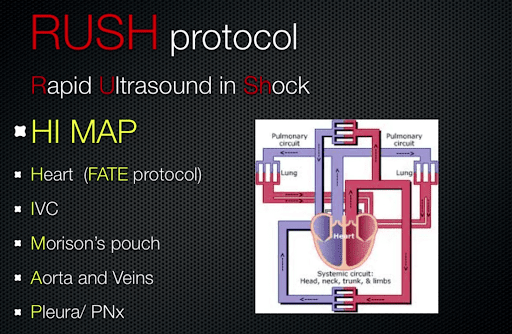 RUSH protocol
Rapid Ultrasound in Shock
HI MAP
Heart (FATE protocol)
IVC
Morison's pouch
Aorta and Veins
Pleura/ PNx
Pulmonary circuit
Pulmonary circuit
Lung
Lung
Heart
Systemic circuit:
Head, neck, trunk, & limbs